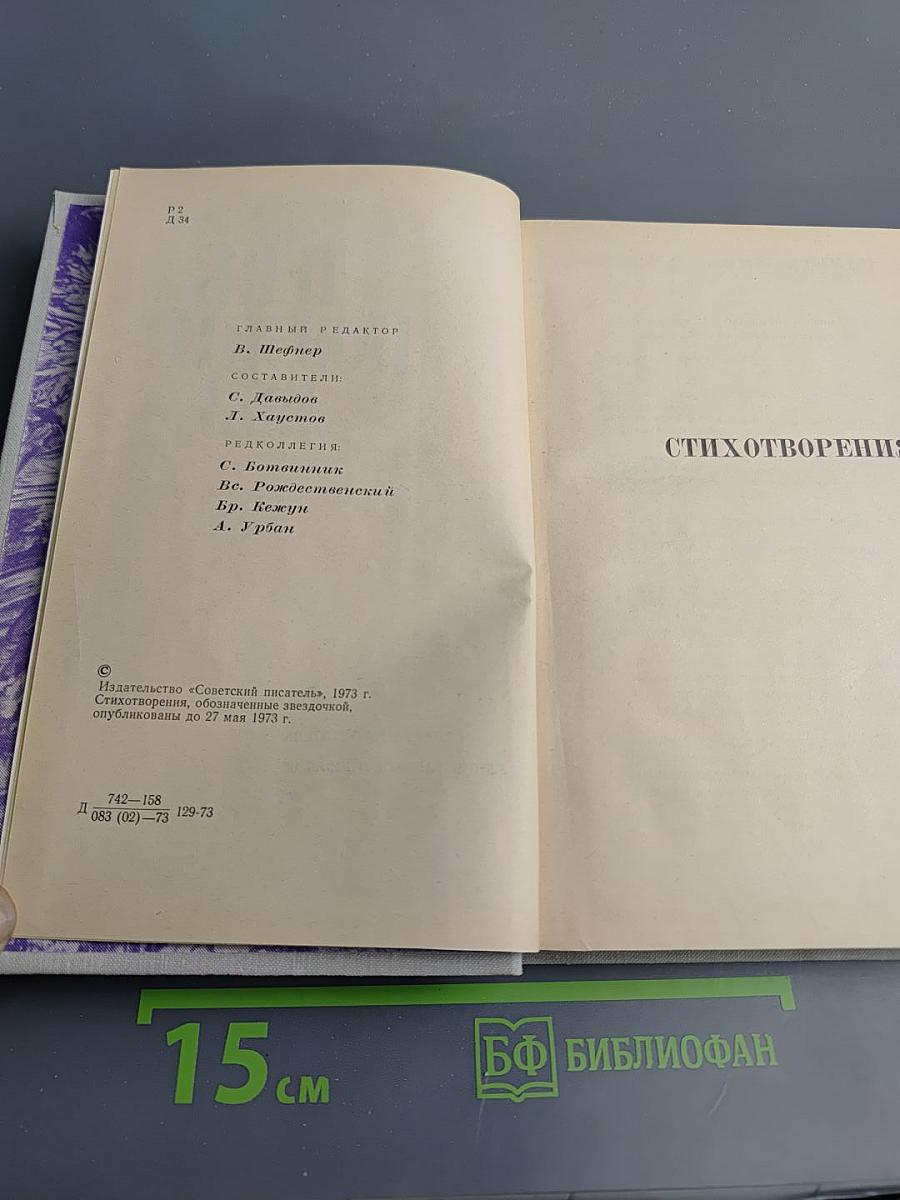 Р2
Д 34
ГЛАВНЫЙ РЕДАКТОР
В. Шефнер
СОСТАВИТЕЛИ:
С. Давыдов
Л. Хаустов
РЕДКОЛЛЕГИЯ:
С. Ботвинник
Вс. Рождественский
Бр. Кежун
А. Урбан
©
Издательство «Советский писатель», 1973 г.
Стихотворения, обозначенные звездочкой,
опубликованы до 27 мая 1973 г.
Д 742—158
083 (02)—73 129-73
СТИХОТВОРЕНИЯ
15 см
БФ БИБЛИОФАН